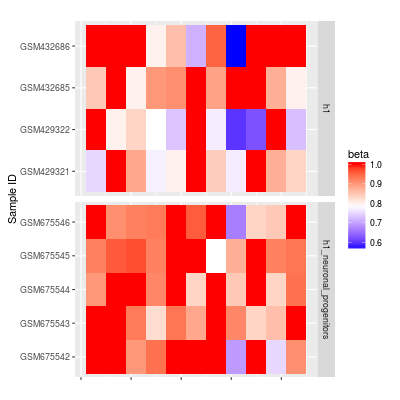 Sample ID
GSM432686
GSM432685
GSM429322
GSM429321
h1
GSM675546
GSM675545
GSM675544
GSM675543
GSM675542
h1_neuronal_progenitors
beta
1.0
0.9
0.8
0.7
0.6